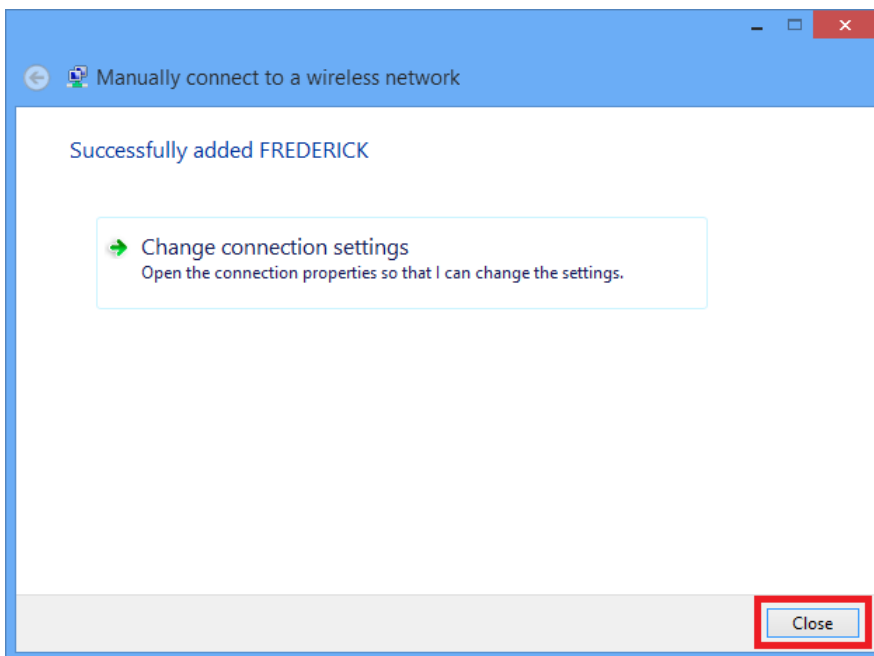 Manually connect to a wireless network
Successfully added FREDERICK
Change connection settings
Open the connection properties so that I can change the settings.
Close